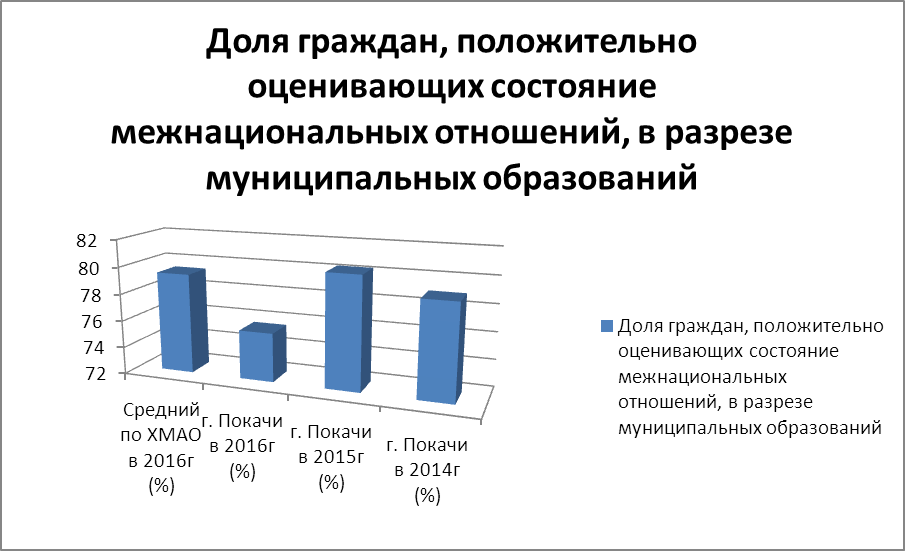 Доля граждан, положительно
оценивающих состояние
межнациональных отношений, в разрезе
муниципальных образований
82
80
78
76
74
72
Средний
по ХМАО
в 2016г
(%)
г. Покачи
в 2016г
(%)
г. Покачи
в 2015г
(%)
г. Покачи
в 2014г
(%)
Доля граждан, положительно
оценивающих состояние
межнациональных
отношений, в разрезе
муниципальных образований